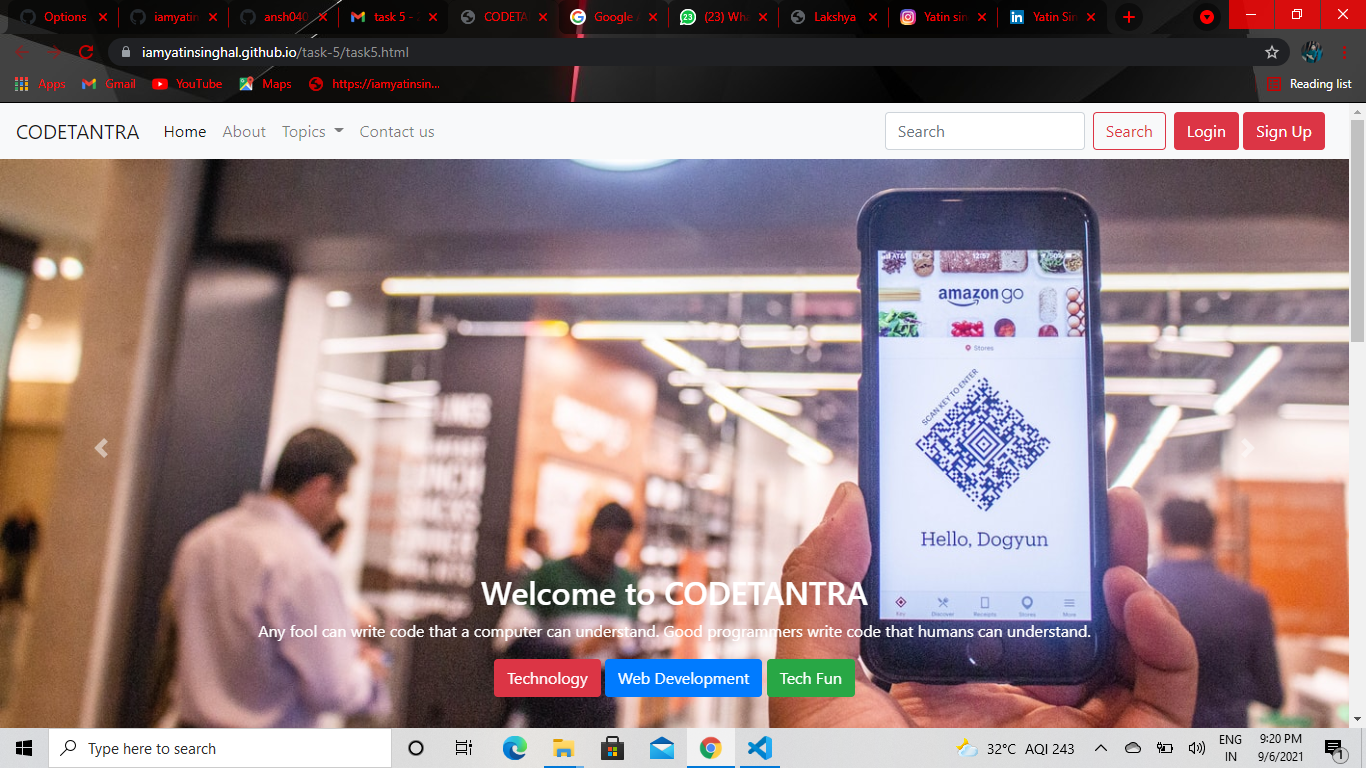 Options
iamyatin
ansh040
task 5 -
CODETA
Google
(23) Wha
Lakshya
Yatin sin
Yatin Sin
iamyatinsinghal.github.io/task-5/task5.html
Apps
Gmail
YouTube
Maps
https://iamyatinsin...
Reading list
CODETANTRA
Home
About
Topics
Contact us
Search
Search
Login
Sign Up
12:57
amazon go
Stores
SCAN KEY TO ENTER
Hello, Dogyun
Key
Discover
Receipts
Stores
More
Welcome to CODETANTRA
Any fool can write code that a computer can understand. Good programmers write code that humans can understand.
Technology
Web Development
Tech Fun
Type here to search
32°C AQI 243
ENG
IN
9:20 PM
9/6/2021
1